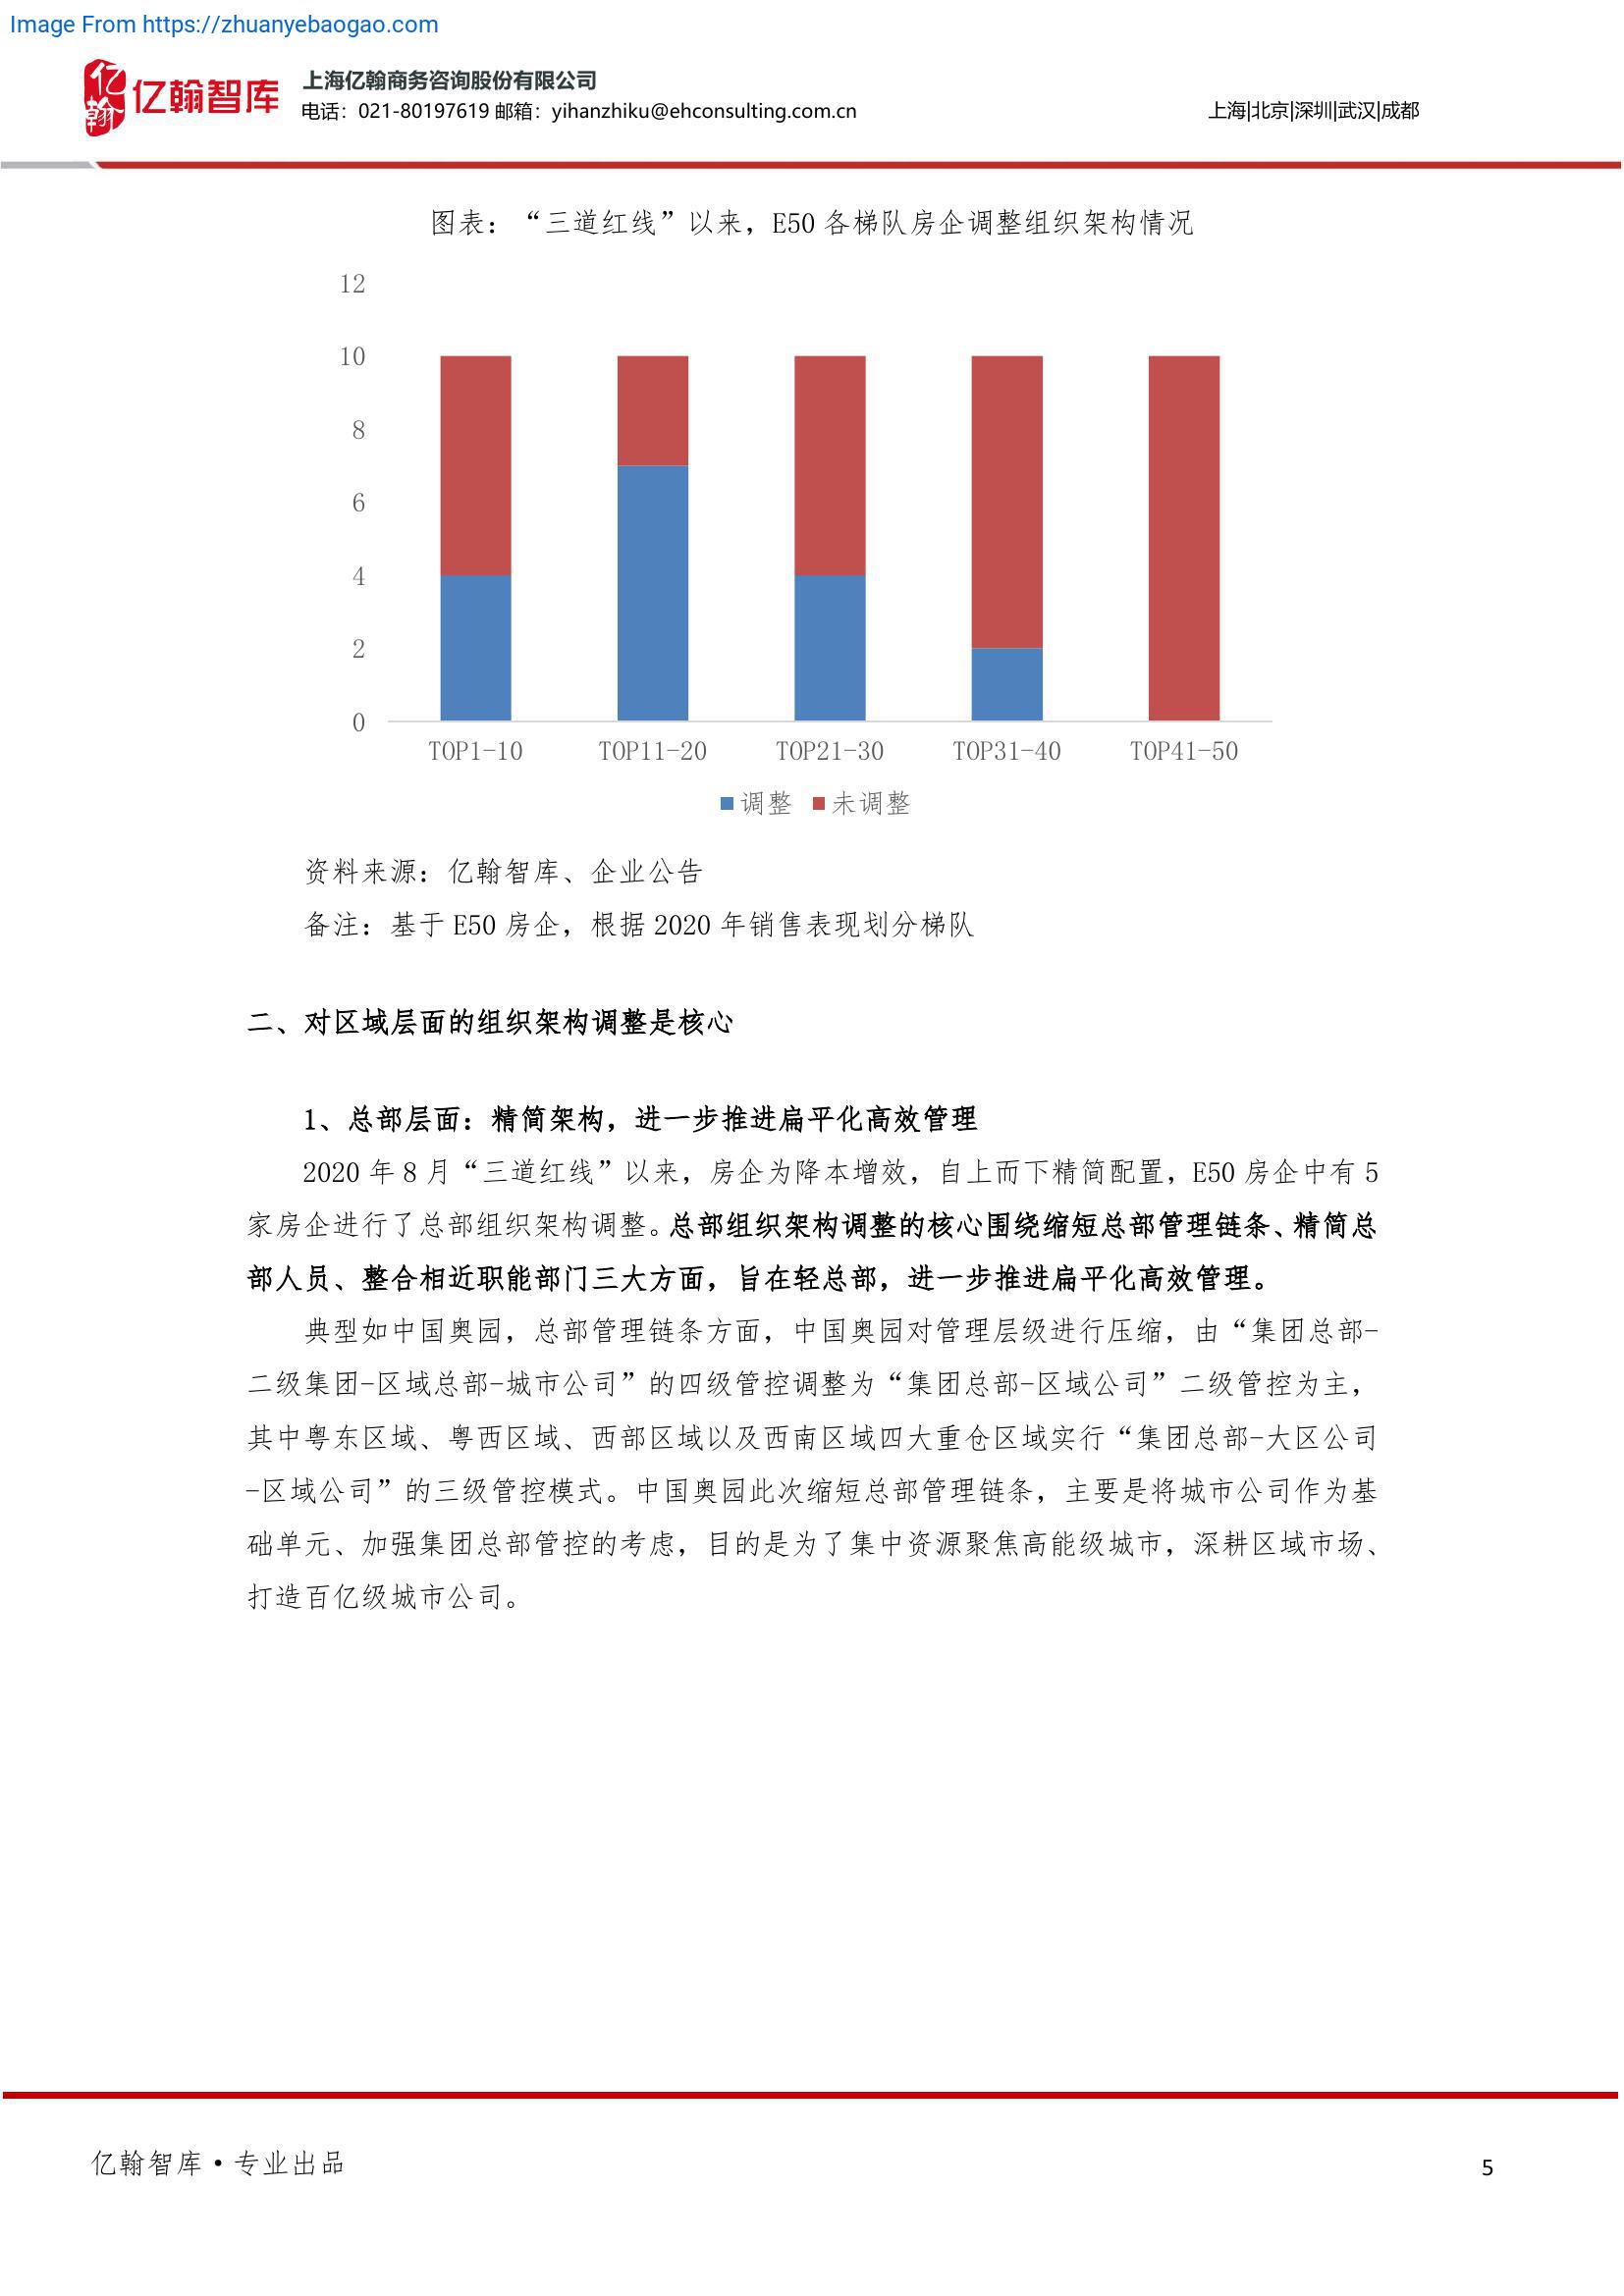 Image From https://zhuanyebaogao.com
亿翰
亿翰智库
上海亿翰商务咨询股份有限公司
电话：021-80197619 邮箱：yihanzhiku@ehconsulting.com.cn
上海|北京|深圳|武汉|成都
图表：“三道红线”以来，E50 各梯队房企调整组织架构情况
12
10
8
6
4
2
0
TOP1-10 TOP11-20 TOP21-30 TOP31-40 TOP41-50
调整 未调整
资料来源：亿翰智库、企业公告
备注：基于 E50 房企，根据 2020 年销售表现划分梯队
二、对区域层面的组织架构调整是核心
1、总部层面：精简架构，进一步推进扁平化高效管理
2020 年 8 月“三道红线”以来，房企为降本增效，自上而下精简配置，E50 房企中有 5
家房企进行了总部组织架构调整。总部组织架构调整的核心围绕缩短总部管理链条、精简总
部人员、整合相近职能部门三大方面，旨在轻总部，进一步推进扁平化高效管理。
典型如中国奥园，总部管理链条方面，中国奥园对管理层级进行压缩，由“集团总部-
二级集团-区域总部-城市公司”的四级管控调整为“集团总部-区域公司”二级管控为主，
其中粤东区域、粤西区域、西部区域以及西南区域四大重仓区域实行“集团总部-大区公司
-区域公司”的三级管控模式。中国奥园此次缩短总部管理链条，主要是将城市公司作为基
础单元、加强集团总部管控的考虑，目的是为了集中资源聚焦高能级城市，深耕区域市场、
打造百亿级城市公司。
亿翰智库·专业出品
5